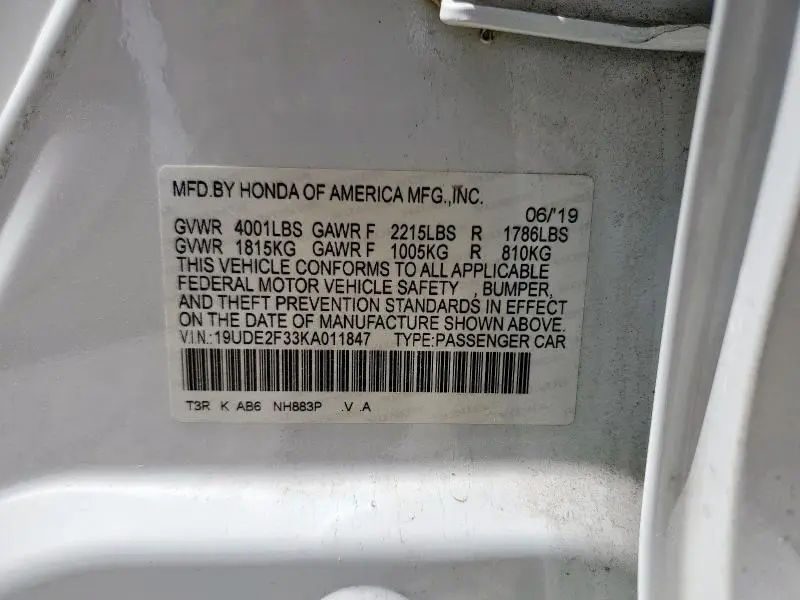 MFD.BY HONDA OF AMERICA MFG.,INC.
06/'19
GVWR 4001LBS GAWR F 2215LBS R 1786LBS
GVWR 1815KG GAWR F 1005KG R 810KG
THIS VEHICLE CONFORMS TO ALL APPLICABLE
FEDERAL MOTOR VEHICLE SAFETY , BUMPER,
AND THEFT PREVENTION STANDARDS IN EFFECT
ON THE DATE OF MANUFACTURE SHOWN ABOVE.
V.I.N.:19UDE2F33KA011847 TYPE:PASSENGER CAR
T3R K AB6 NH883P .V .A